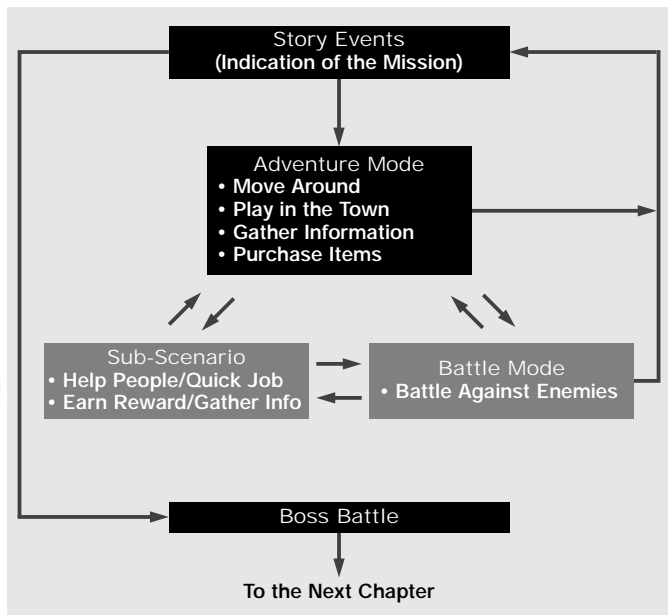 Story Events
(Indication of the Mission)
Adventure Mode
• Move Around
• Play in the Town
• Gather Information
• Purchase Items
Sub-Scenario
• Help People/Quick Job
• Earn Reward/Gather Info
Battle Mode
• Battle Against Enemies
Boss Battle
To the Next Chapter